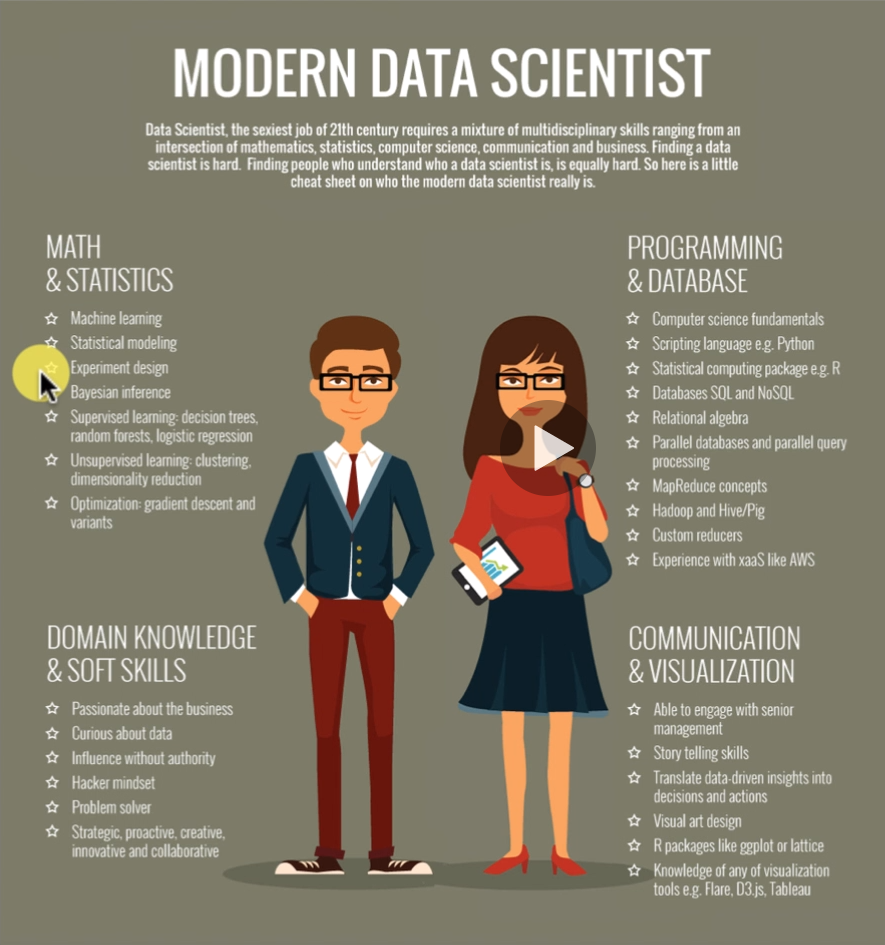 MODERN DATA SCIENTIST
Data Scientist, the sexiest job of 21th century requires a mixture of multidisciplinary skills ranging from an
intersection of mathematics, statistics, computer science, communication and business. Finding a data
scientist is hard. Finding people who understand who a data scientist is, is equally hard. So here is a little
cheat sheet on who the modern data scientist really is.
MATH
& STATISTICS
Machine learning
Statistical modeling
Experiment design
Bayesian inference
Supervised learning: decision trees,
random forests, logistic regression
Unsupervised learning: clustering,
dimensionality reduction
Optimization: gradient descent and
variants
PROGRAMMING
& DATABASE
Computer science fundamentals
Scripting language e.g. Python
Statistical computing package e.g. R
Databases SQL and NoSQL
Relational algebra
Parallel databases and parallel query
processing
MapReduce concepts
Hadoop and Hive/Pig
Custom reducers
Experience with xaaS like AWS
DOMAIN KNOWLEDGE
& SOFT SKILLS
Passionate about the business
Curious about data
Influence without authority
Hacker mindset
Problem solver
Strategic, proactive, creative,
innovative and collaborative
COMMUNICATION
& VISUALIZATION
Able to engage with senior
management
Story telling skills
Translate data-driven insights into
decisions and actions
Visual art design
R packages like ggplot or lattice
Knowledge of any of visualization
tools e.g. Flare, D3.js, Tableau